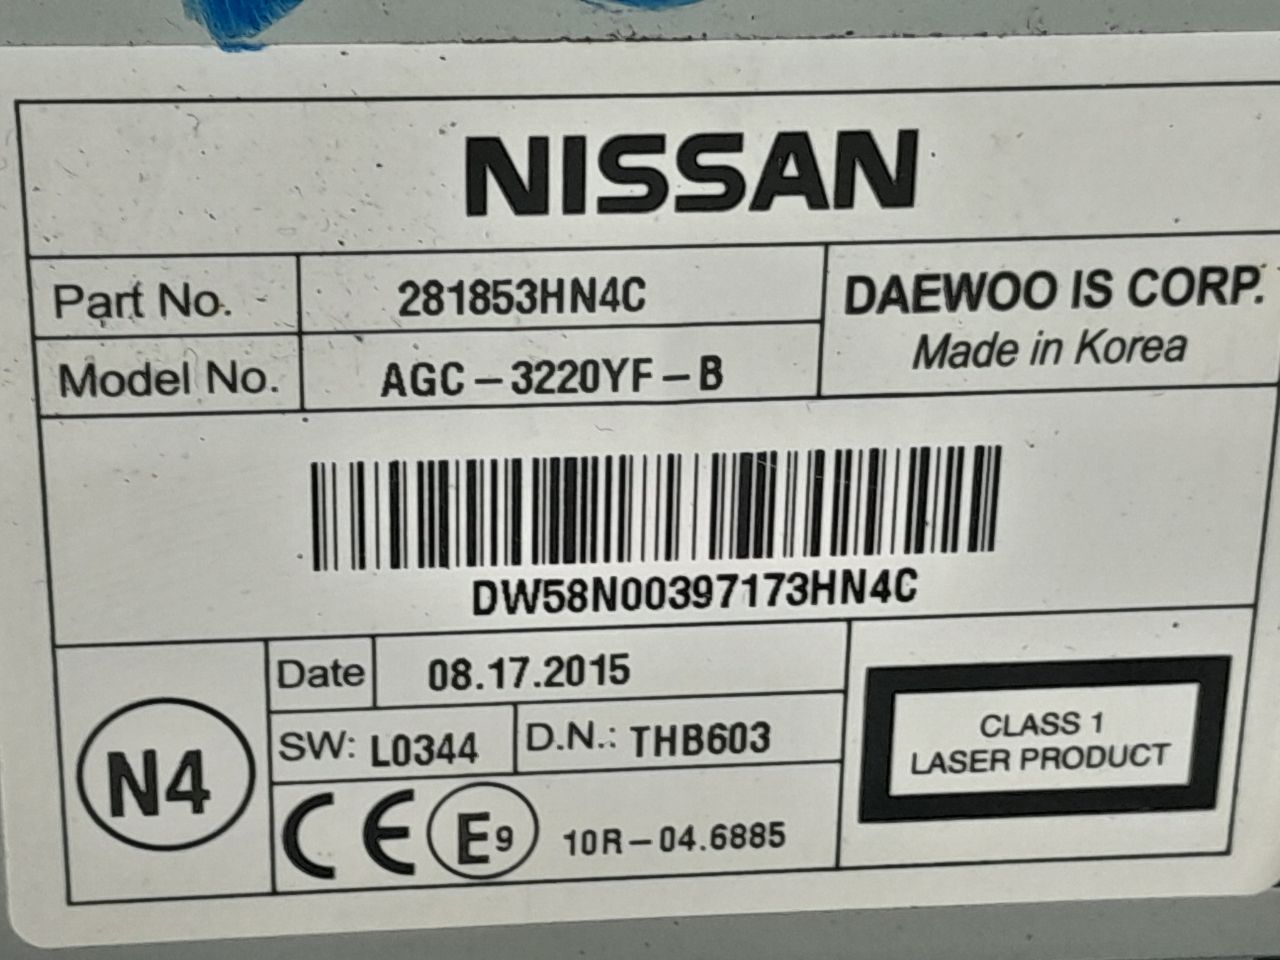 NISSAN
Part No. 281853HN4C
DAEWOO IS CORP.
Made in Korea
Model No. AGC-3220YF-B
DW58N00397173HN4C
N4
Date 08.17.2015
SW: L0344 D.N.: THB603
CE E9 10R-04.6885
CLASS 1
LASER PRODUCT